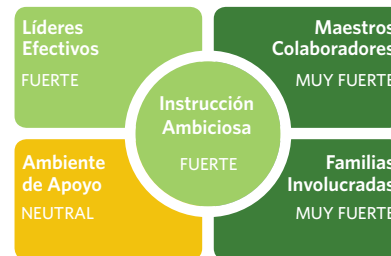 Líderes
Efectivos
FUERTE
Maestros
Colaboradores
MUY FUERTE
Instrucción
Ambiciosa
FUERTE
Ambiente
de Apoyo
NEUTRAL
Familias
Involucradas
MUY FUERTE